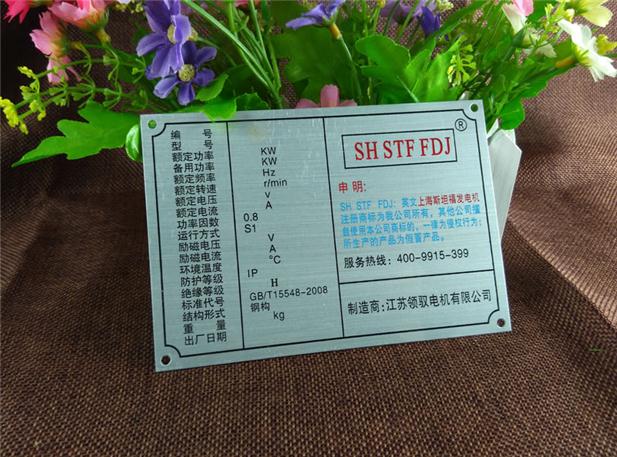 编 号
型 号
额定功率 KW
备用功率 KW
额定频率 Hz
额定转速 r/min
额定电压 V
额定电流 A
功率因数 0.8
运行方式 S1
励磁电压 V
励磁电流 A
环境温度 °C
防护等级 IP
绝缘等级 H
标准代号 GB/T15548-2008
结构形式 钢构
重 量 kg
出厂日期
SH STF FDJ ®
申明：
SH STF FDJ：英文上海斯坦福发电机
注册商标为我公司所有，其他公司擅
自使用本公司商标的，一律为侵权行为；
所生产的产品为假冒产品。
服务热线：400-9915-399
制造商：江苏领驭电机有限公司